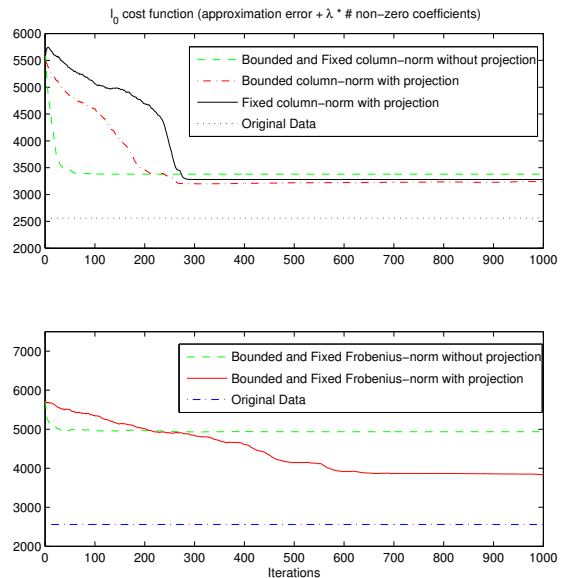 l0 cost function (approximation error + λ * # non−zero coefficients)
6000
5500
5000
4500
4000
3500
3000
2500
2000
Bounded and Fixed column−norm without projection
Bounded column−norm with projection
Fixed column−norm with projection
Original Data
0 100 200 300 400 500 600 700 800 900 1000
7000
6000
5000
4000
3000
2000
Bounded and Fixed Frobenius−norm without projection
Bounded and Fixed Frobenius−norm with projection
Original Data
0 100 200 300 400 500 600 700 800 900 1000
Iterations